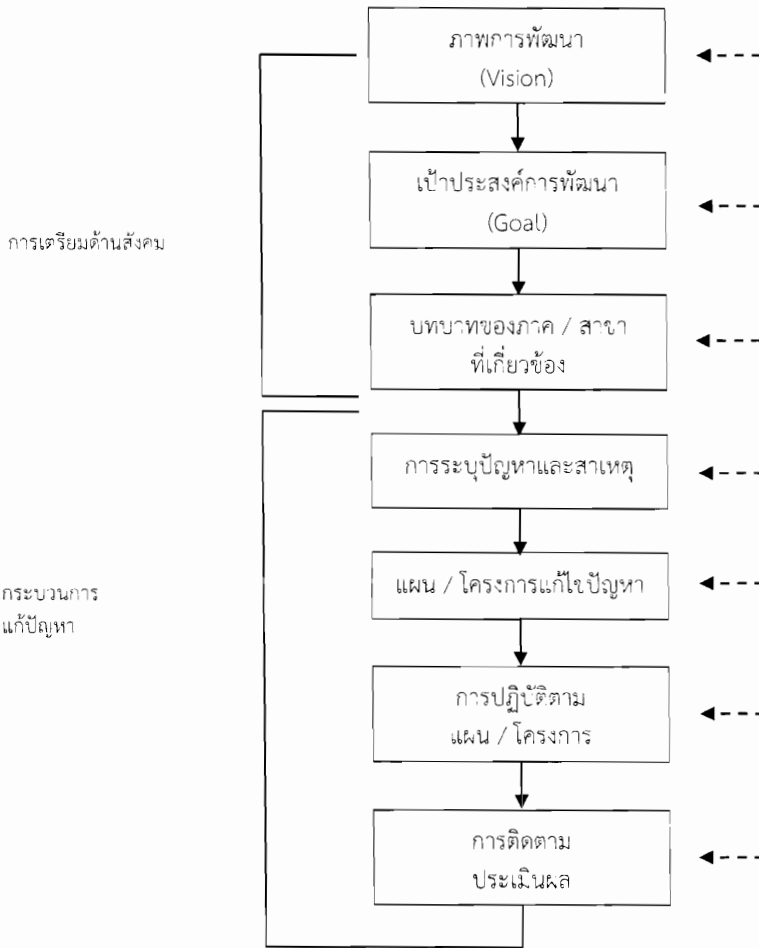 ภาพการพัฒนา
(Vision)
เป้าประสงค์การพัฒนา
(Goal)
การเตรียมด้านสังคม
บทบาทของภาค / สาขา
ที่เกี่ยวข้อง
การระบุปัญหาและสาเหตุ
แผน / โครงการแก้ไขปัญหา
กระบวนการ
แก้ปัญหา
การปฏิบัติตาม
แผน / โครงการ
การติดตาม
ประเมินผล